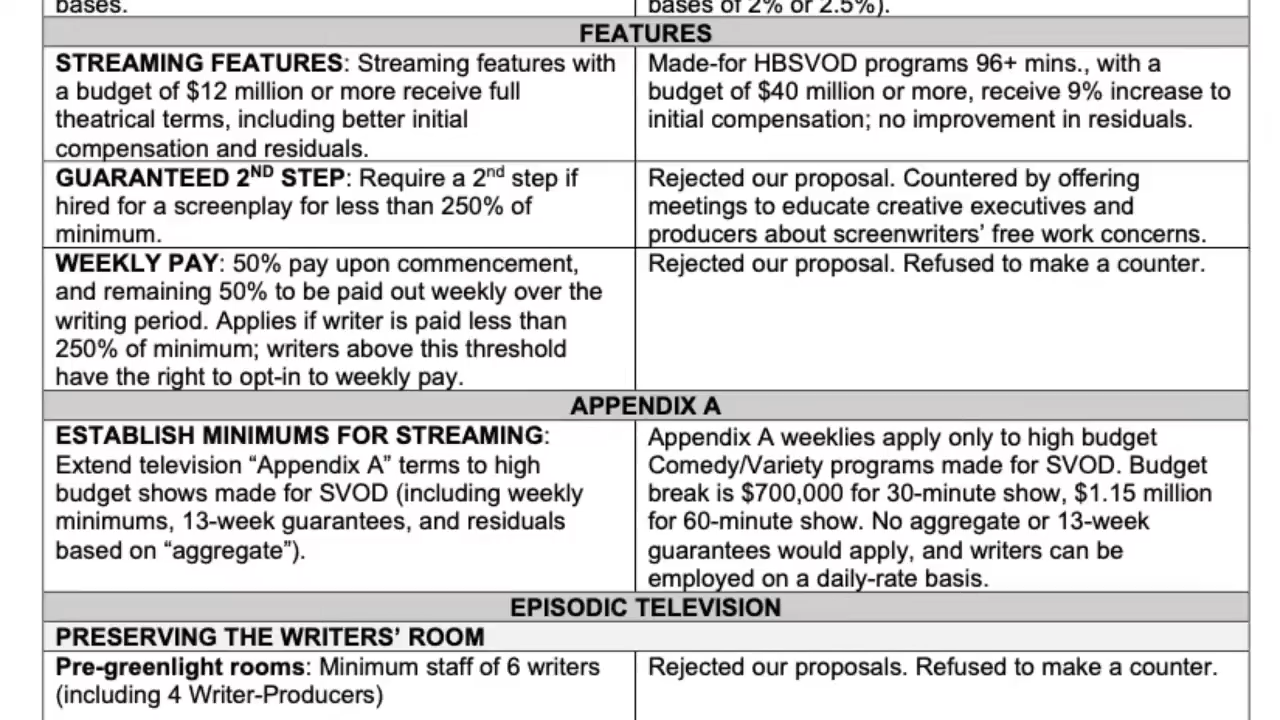 bases.
bases of 2% or 2.5%).
FEATURES
STREAMING FEATURES: Streaming features with
a budget of $12 million or more receive full
theatrical terms, including better initial
compensation and residuals.
Made-for HBSVOD programs 96+ mins., with a
budget of $40 million or more, receive 9% increase to
initial compensation; no improvement in residuals.
GUARANTEED 2ND STEP: Require a 2nd step if
hired for a screenplay for less than 250% of
minimum.
Rejected our proposal. Countered by offering
meetings to educate creative executives and
producers about screenwriters’ free work concerns.
WEEKLY PAY: 50% pay upon commencement,
and remaining 50% to be paid out weekly over the
writing period. Applies if writer is paid less than
250% of minimum; writers above this threshold
have the right to opt-in to weekly pay.
Rejected our proposal. Refused to make a counter.
APPENDIX A
ESTABLISH MINIMUMS FOR STREAMING:
Extend television “Appendix A” terms to high
budget shows made for SVOD (including weekly
minimums, 13-week guarantees, and residuals
based on “aggregate”).
Appendix A weeklies apply only to high budget
Comedy/Variety programs made for SVOD. Budget
break is $700,000 for 30-minute show, $1.15 million
for 60-minute show. No aggregate or 13-week
guarantees would apply, and writers can be
employed on a daily-rate basis.
EPISODIC TELEVISION
PRESERVING THE WRITERS’ ROOM
Pre-greenlight rooms: Minimum staff of 6 writers
(including 4 Writer-Producers)
Rejected our proposals. Refused to make a counter.